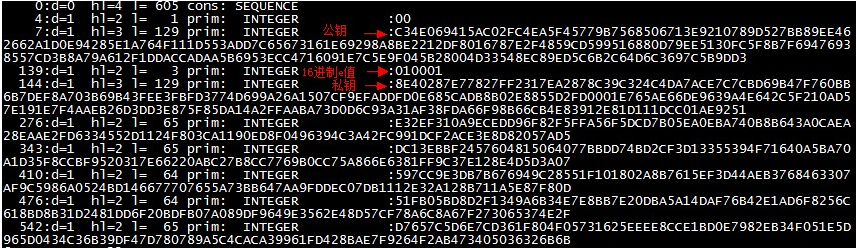 0:d=0 hl=4 l= 605 cons: SEQUENCE
4:d=1 hl=2 l= 1 prim: INTEGER :00
7:d=1 hl=3 l= 129 prim: INTEGER 公钥 :C34E069415AC02FC4EA5F45779B7568506713E9210789D527BB89EE46
2662A1D0E94285E1A764F111D553ADD7C65673161E69298A8BE2212DF8016787E2F4859CD599516880D79EE5130FC5F8B7F6947693
8557CD3B8A79A612F1DDACCADAA5B6953ECC4716091E7C5E9F045B28004D33548EC89ED5C6B2C64D6C3697C5B9DD3
139:d=1 hl=2 l= 3 prim: INTEGER 16进制e值 :010001
144:d=1 hl=3 l= 129 prim: INTEGER 私钥 :8E40287E77827FF2317EA2878C39C324C4DA7ACE7C7CBD69B47F760BB
6B7DEF8A703B69B43FEE3FBFD3774D699A26A1507CF9EFADDFD0E685CADB8B02E8855D2FD0001E765AE66DE9639A4E642C5F210AD5
7E191E7F4AAEB26D3DD3E875F85DA14A2FFAABA73D0D6C93A31AF38FDA66F98B66CB4E83912E81D111DCC01AE9251
276:d=1 hl=2 l= 65 prim: INTEGER :E32EF310A9ECEDD96F82F5FFA56F5DCD7B05EA0EBA740B8B643A0CAEA
28EAAE2FD6334552D1124F803CA1190ED8F0496394C3A42FC991DCF2ACE3E8D82057AD5
343:d=1 hl=2 l= 65 prim: INTEGER :DC13EBBF2457604815064077BBDD74BD2CF3D13355394F71640A5BA70
A1D35F8CCBF9520317E66220ABC27B8CC7769B0CC75A866E6381FF9C37E128E4D5D3A07
410:d=1 hl=2 l= 64 prim: INTEGER :597CC9E3DB7B676949C28551F101802A8B7615EF3D44AEB3768463307
AF9C5986A0524BD146677707655A73BB647AA9FDDEC07DB1112E32A128B711A5E87F80D
476:d=1 hl=2 l= 64 prim: INTEGER :51FB05BD8D2F1349A6B34E7E8BB7E20DBA5A14DAF76B42E1AD6F8256C
618BD8B31D2481DD6F20BDFB07A089DF9649E3562E48D57CF78A6C8A67F273065374E2F
542:d=1 hl=2 l= 65 prim: INTEGER :D7657C5D6E7CD361F804F05731625EEEE8CCE1BD0E7982EB34F051E5D
965D0434C36B39DF47D780789A5C4CACA39961FD428BAE7F9264F2AB473405036326B6B